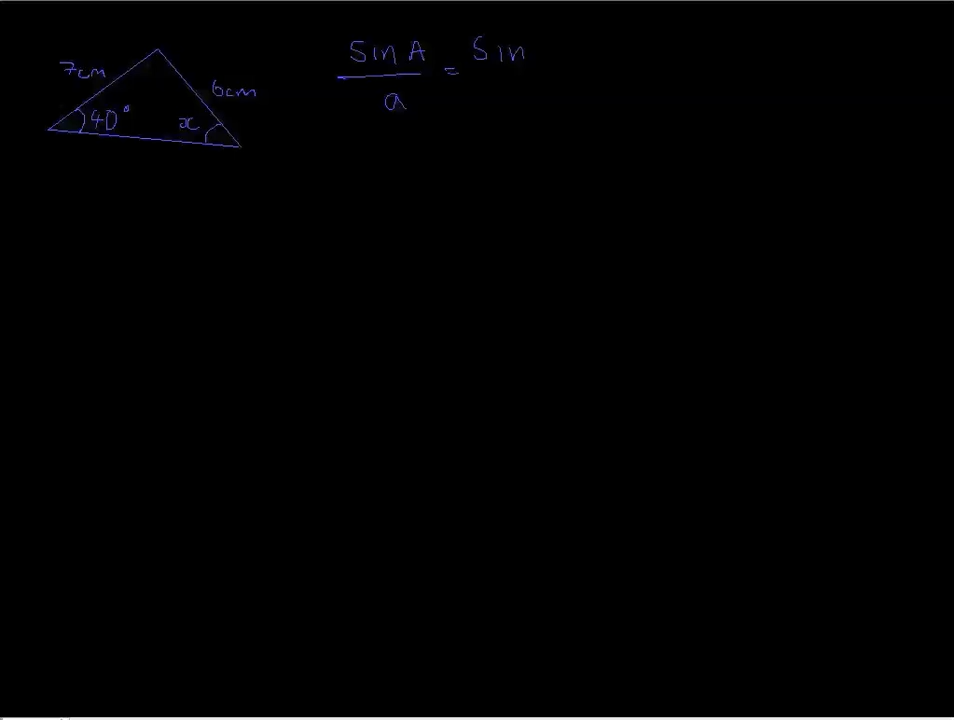 7cm
6cm
40°
x
Sin A = Sin
a